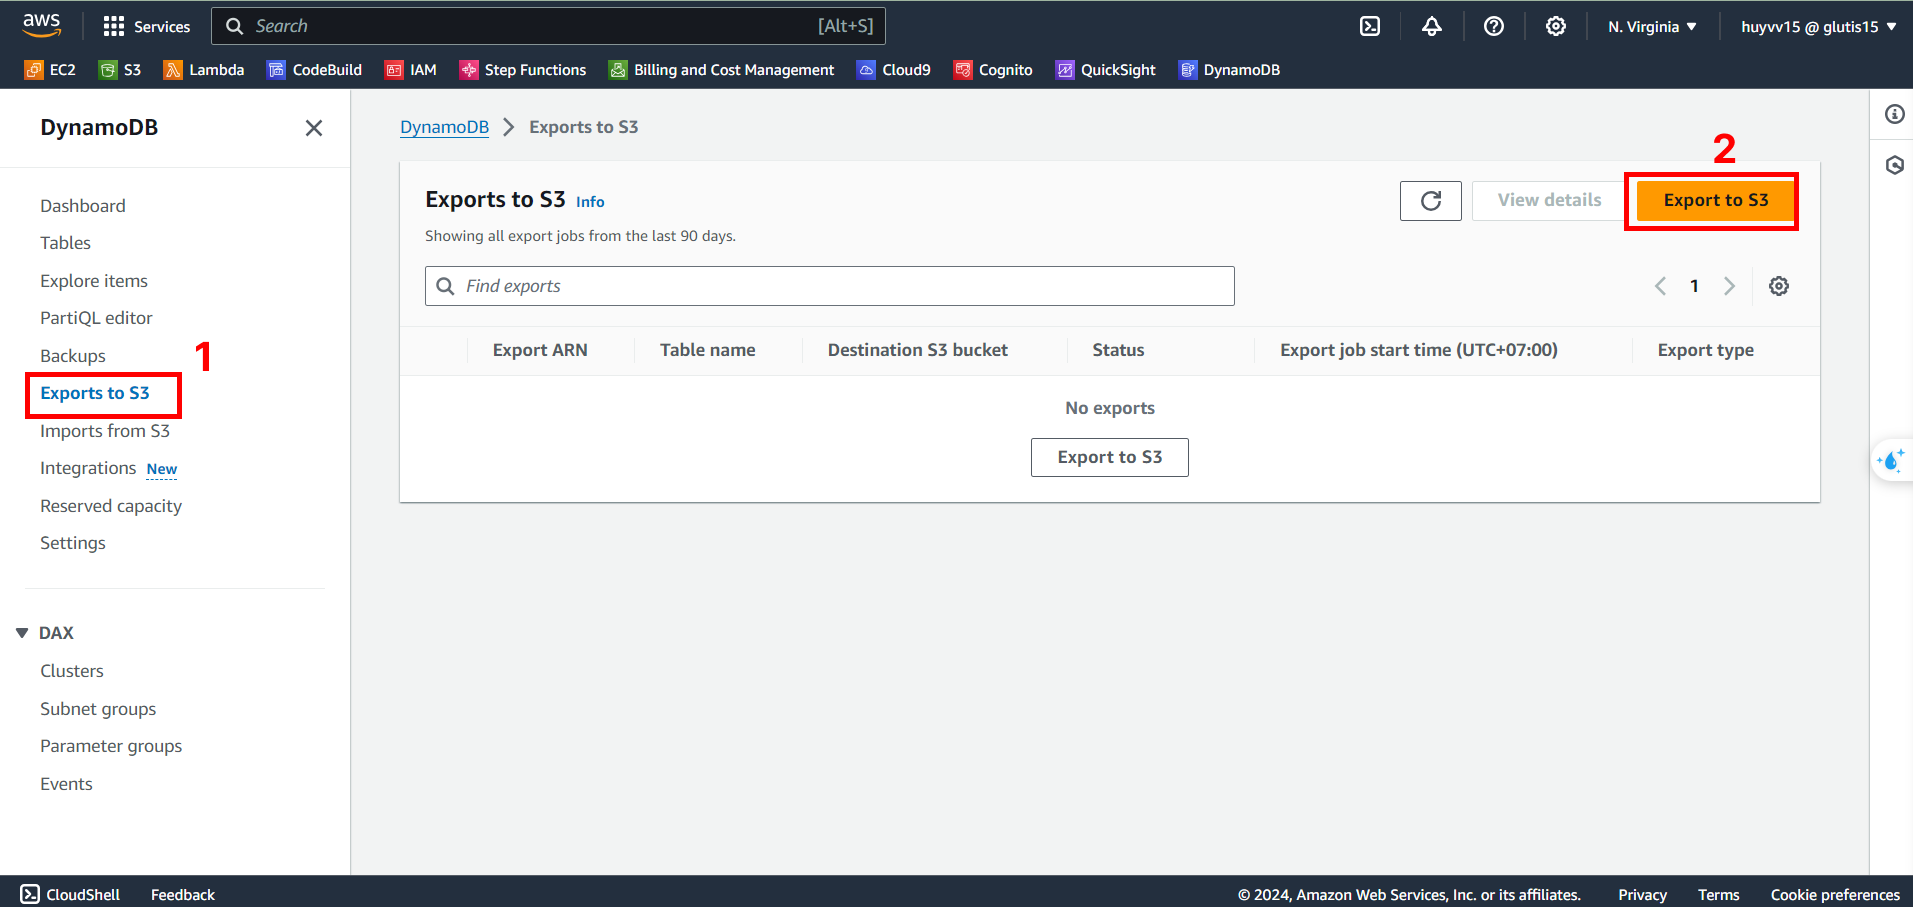 aws
Services
Search
[Alt+S]
N. Virginia
huyvv15 @ glutis15
EC2
S3
Lambda
CodeBuild
IAM
Step Functions
Billing and Cost Management
Cloud9
Cognito
QuickSight
DynamoDB
DynamoDB
Dashboard
Tables
Explore items
PartiQL editor
Backups
1
Exports to S3
Imports from S3
Integrations New
Reserved capacity
Settings
DAX
Clusters
Subnet groups
Parameter groups
Events
DynamoDB
Exports to S3
2
Exports to S3 Info
View details
Export to S3
Showing all export jobs from the last 90 days.
Find exports
1
Export ARN
Table name
Destination S3 bucket
Status
Export job start time (UTC+07:00)
Export type
No exports
Export to S3
CloudShell
Feedback
© 2024, Amazon Web Services, Inc. or its affiliates.
Privacy
Terms
Cookie preferences